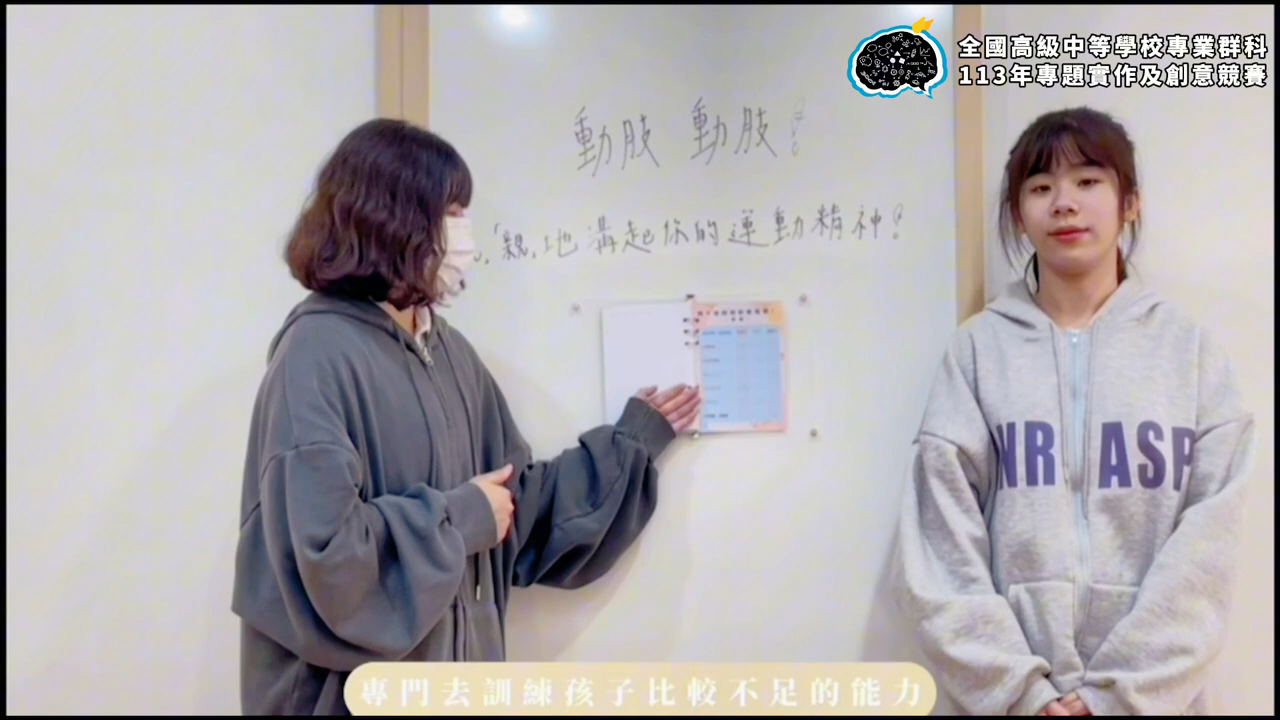 全國高級中等學校專業群科
113年專題實作及創意競賽
動肢 動肢!
「親」地溝起你的運動精神!
NR ASP
專門去訓練孩子比較不足的能力